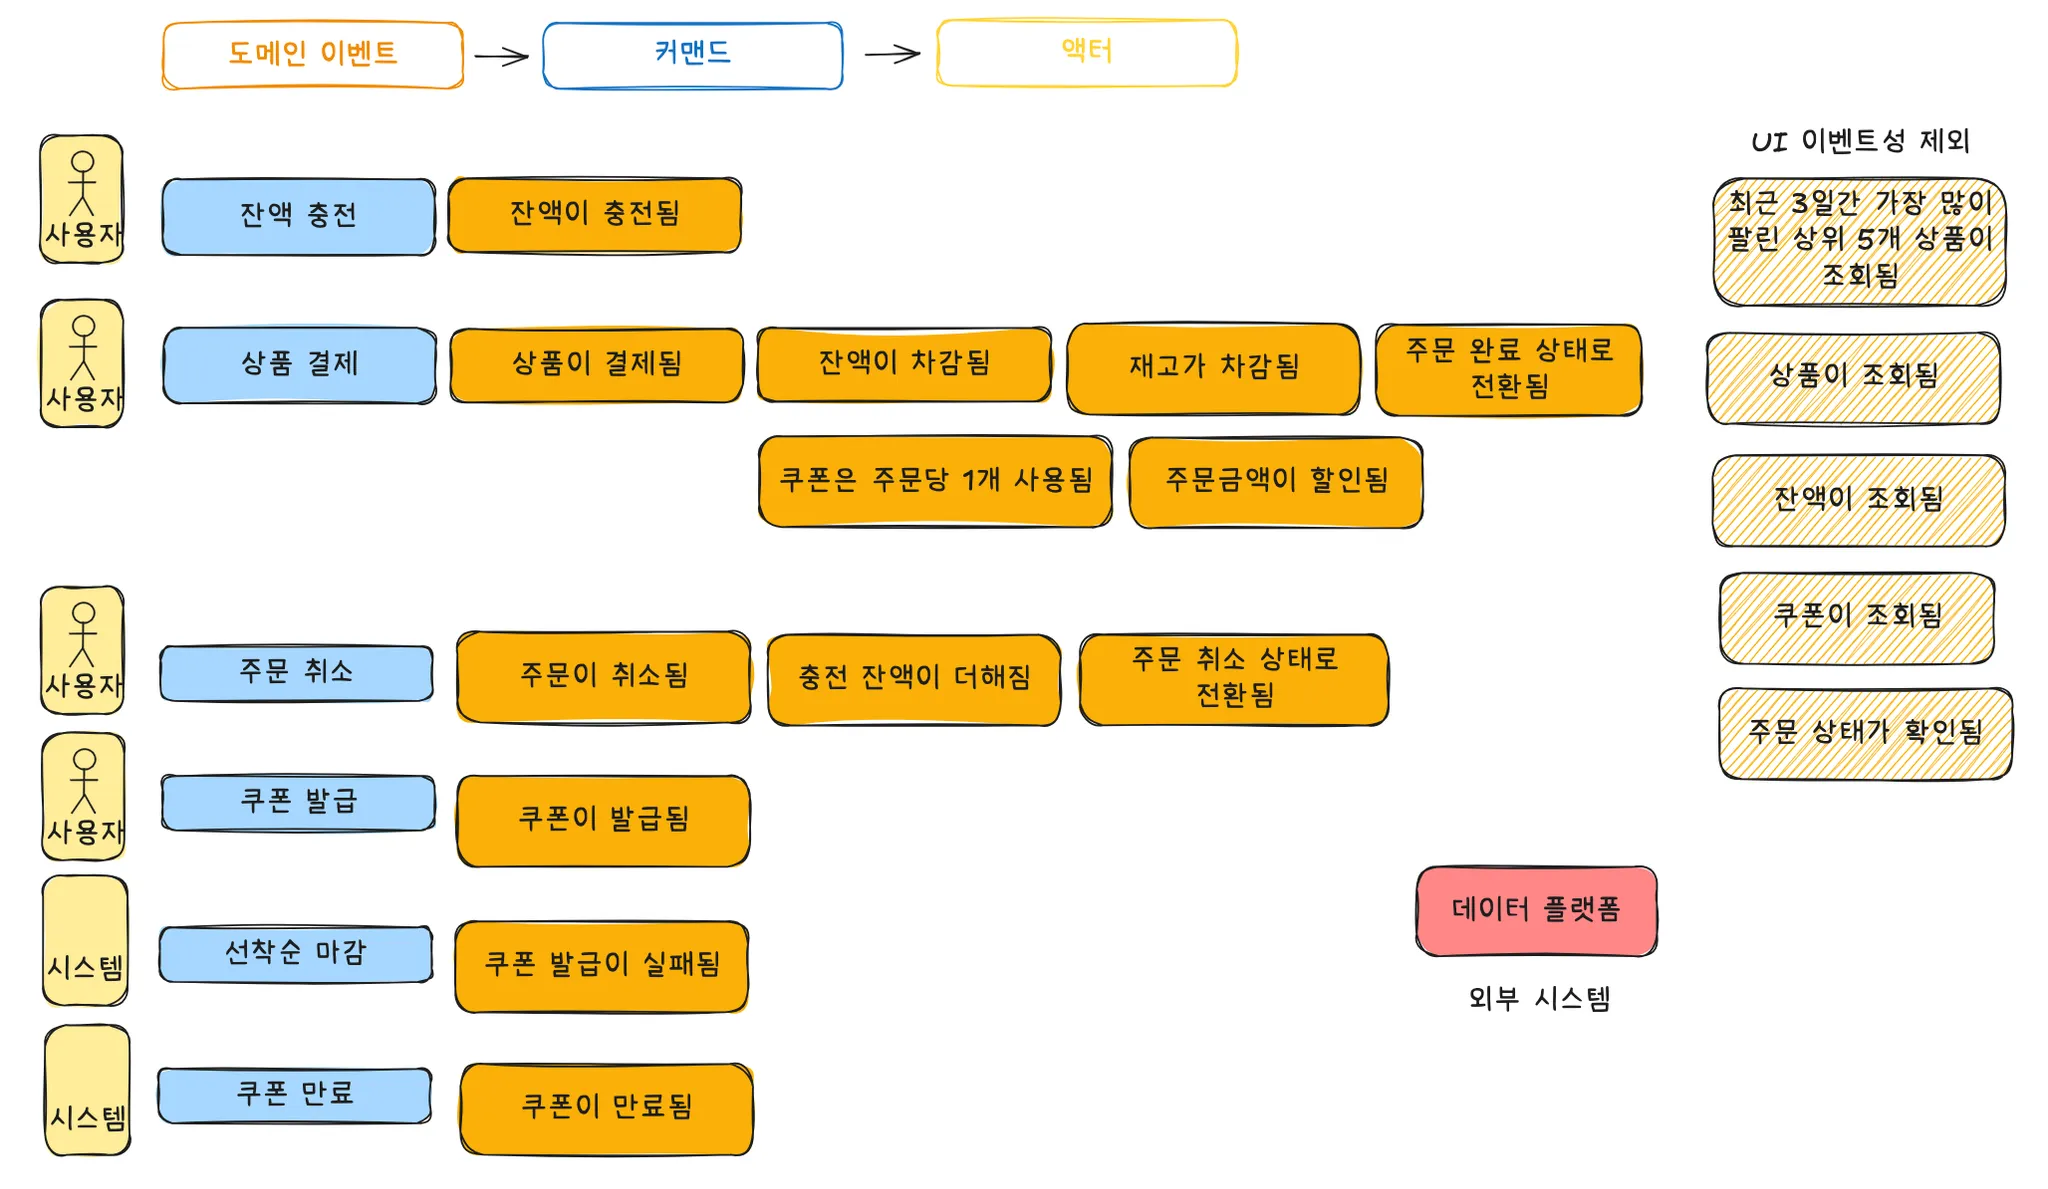 도메인 이벤트
커맨드
액터
UI 이벤트성 제외
사용자
잔액 충전
잔액이 충전됨
최근 3일간 가장 많이
팔린 상위 5개 상품이
조회됨
사용자
상품 결제
상품이 결제됨
잔액이 차감됨
재고가 차감됨
주문 완료 상태로
전환됨
상품이 조회됨
쿠폰은 주문당 1개 사용됨
주문금액이 할인됨
잔액이 조회됨
쿠폰이 조회됨
사용자
주문 취소
주문이 취소됨
충전 잔액이 더해짐
주문 취소 상태로
전환됨
주문 상태가 확인됨
사용자
쿠폰 발급
쿠폰이 발급됨
시스템
선착순 마감
쿠폰 발급이 실패됨
데이터 플랫폼
외부 시스템
시스템
쿠폰 만료
쿠폰이 만료됨